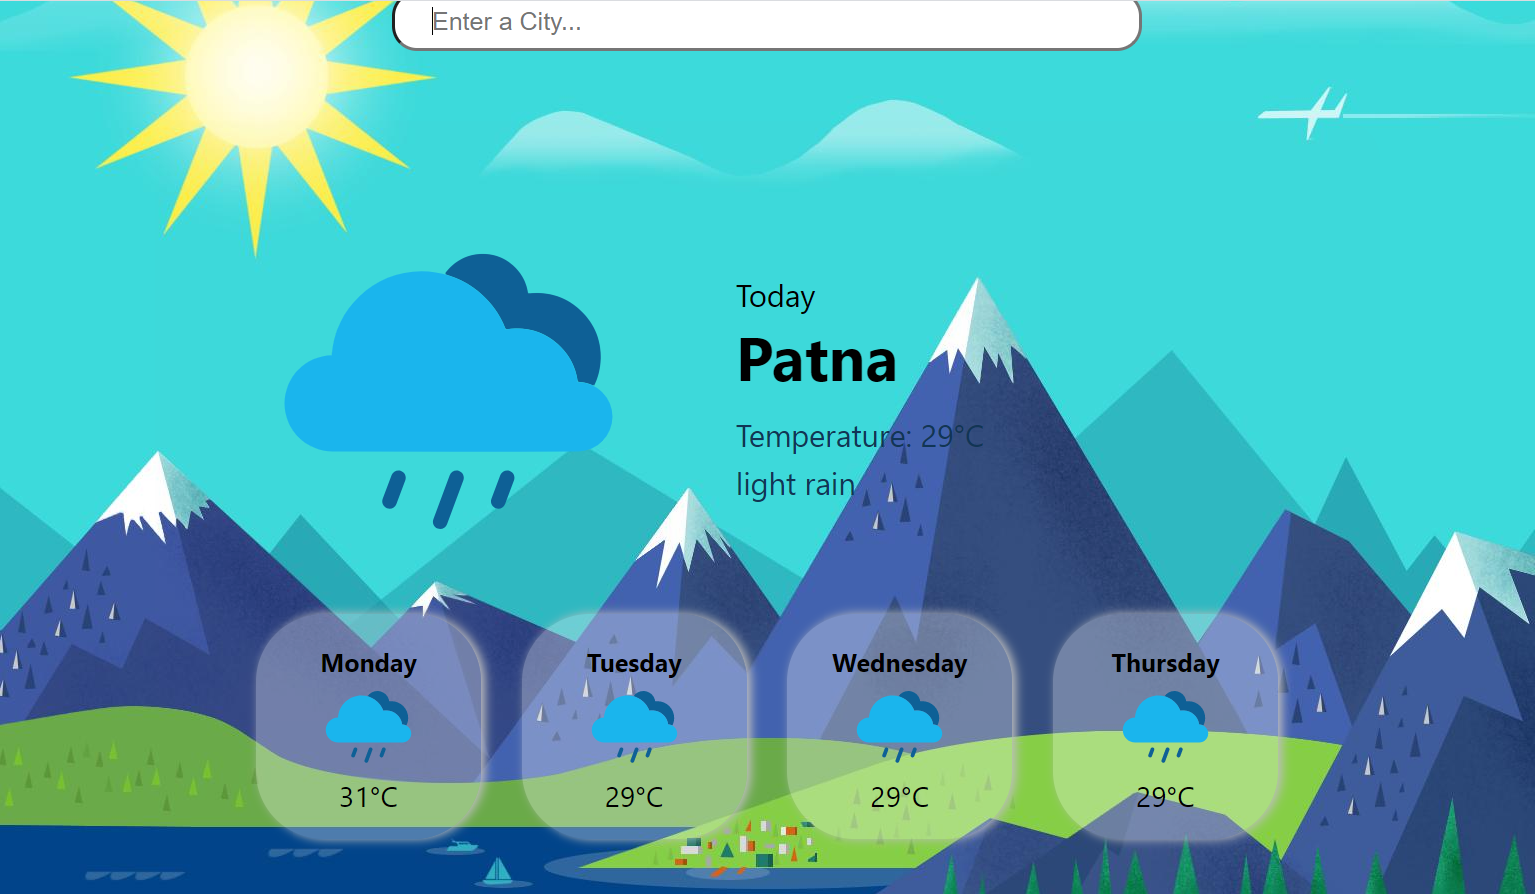 Enter a City...
Today
Patna
Temperature: 29°C
light rain
Monday
Tuesday
Wednesday
Thursday
31°C
29°C
29°C
29°C